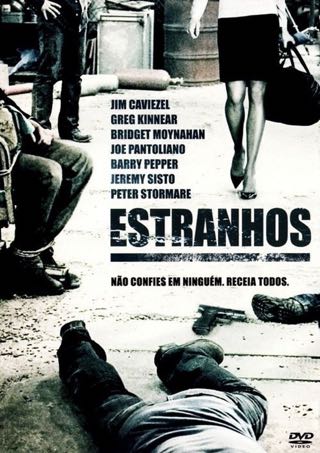 JIM CAVIEZEL
GREG KINNEAR
BRIDGET MOYNAHAN
JOE PANTOLIANO
BARRY PEPPER
JEREMY SISTO
PETER STORMARE
ESTRANHOS
NÃO CONFIES EM NINGUÉM. RECEIA TODOS.
DVD
VIDEO